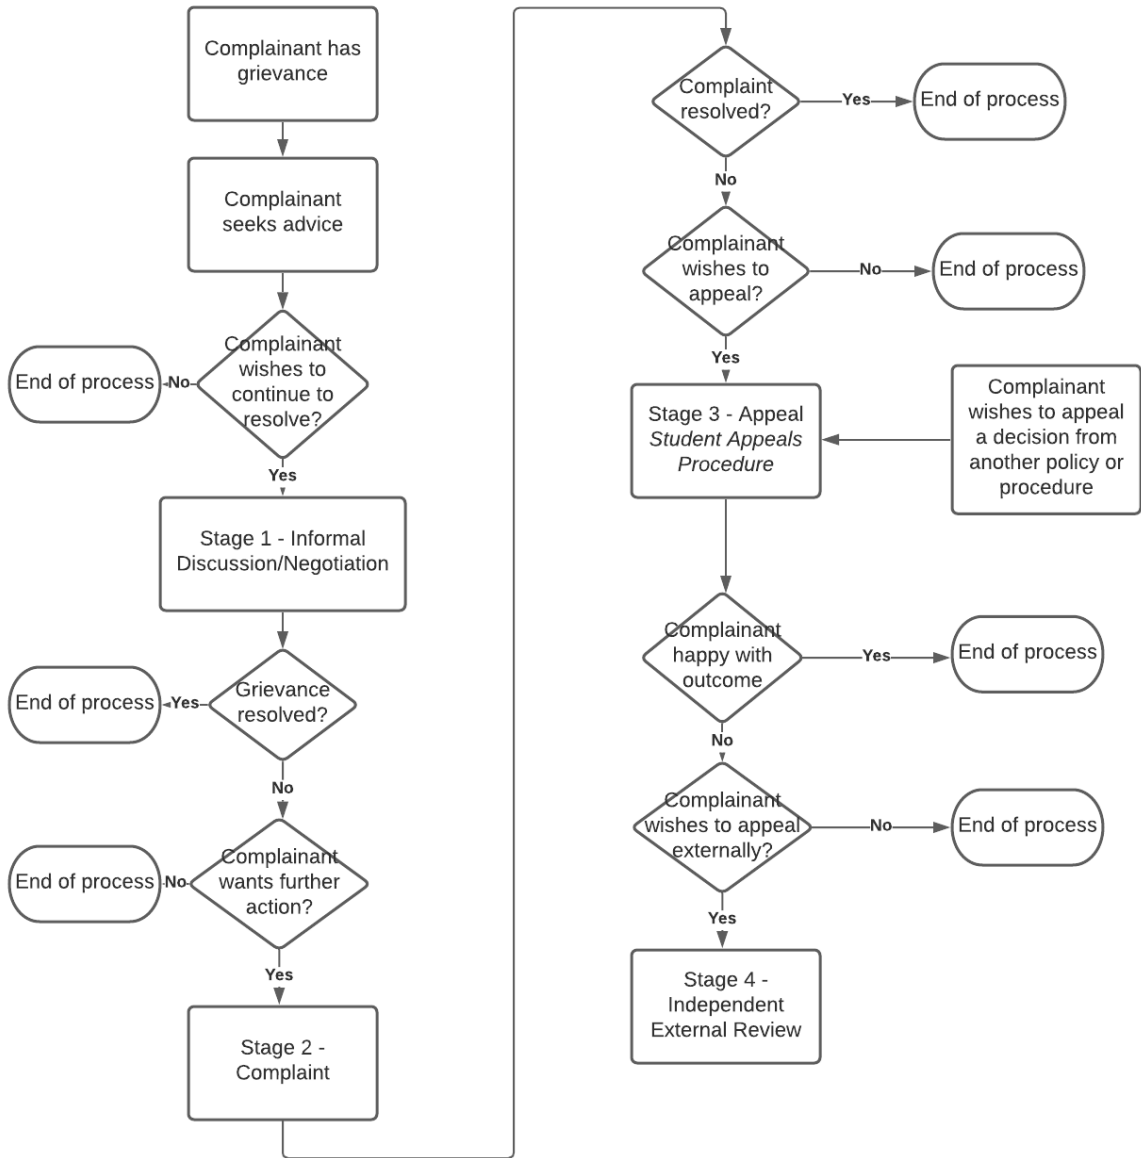 Complainant has
grievance
Complainant
seeks advice
Complainant
wishes to
continue to
resolve?
No
End of process
Yes
Stage 1 - Informal
Discussion/Negotiation
Grievance
resolved?
Yes
End of process
No
Complainant
wants further
action?
No
End of process
Yes
Stage 2 -
Complaint
Complaint
resolved?
Yes
End of process
No
Complainant
wishes to
appeal?
No
End of process
Yes
Stage 3 - Appeal
Student Appeals
Procedure
Complainant
wishes to appeal
a decision from
another policy or
procedure
Complainant
happy with
outcome
Yes
End of process
No
Complainant
wishes to appeal
externally?
No
End of process
Yes
Stage 4 -
Independent
External Review